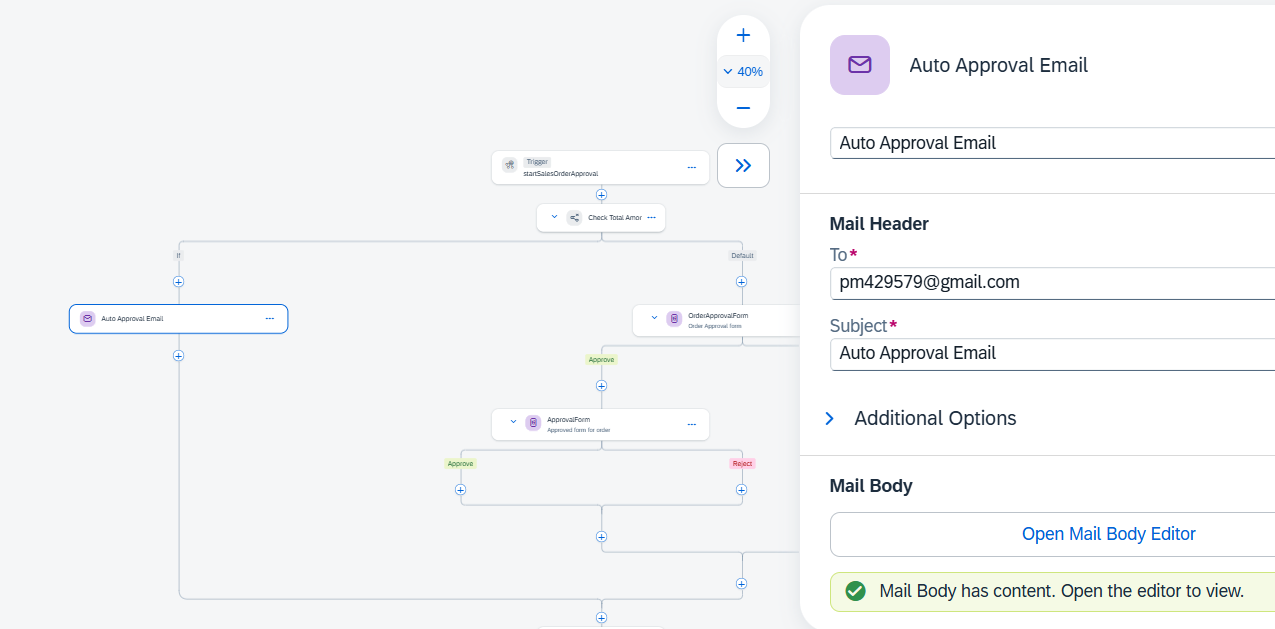 40%
Trigger
startSalesOrderApproval
Check Total Amor
If
Default
Auto Approval Email
OrderApprovalForm
Order Approval form
Approve
ApprovalForm
Approved form for order
Approve
Reject
Auto Approval Email
Auto Approval Email
Mail Header
To*
pm429579@gmail.com
Subject*
Auto Approval Email
Additional Options
Mail Body
Open Mail Body Editor
Mail Body has content. Open the editor to view.